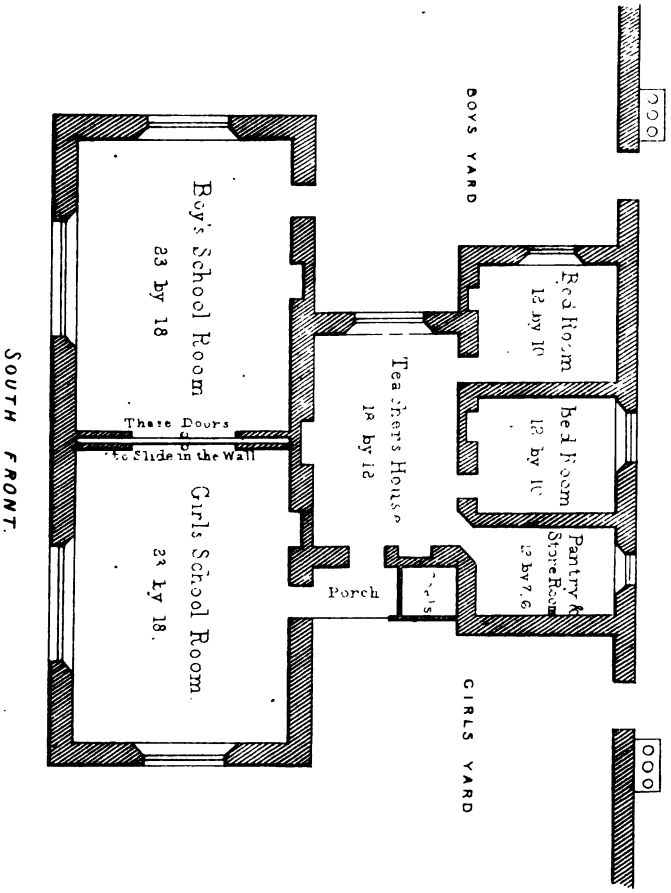 BOYS YARD
Boy's School Room
23 by 18
Bed Room
12 by 10
Bed Room
12 by 10
Teachers House
18 by 12
These Doors
to Slide in the Wall
Pantry &
Store Room
12 by 7.6
Girls School Room
23 by 18.
Porch
SOUTH FRONT.
GIRLS YARD